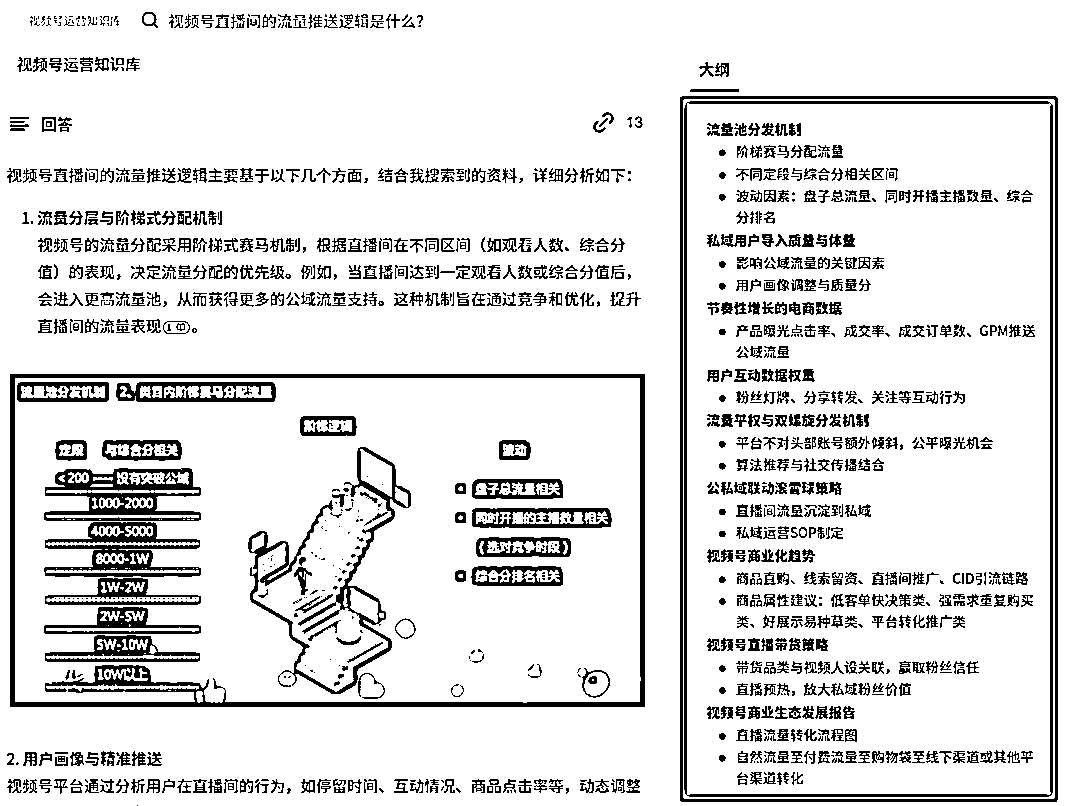 视频号运营知识库
视频号直播间的流量推送逻辑是什么？
视频号运营知识库
回答
13
视频号直播间的流量推送逻辑主要基于以下几个方面，结合我搜索到的资料，详细分析如下：
1. 流量分层与阶梯式分配机制
视频号的流量分配采用阶梯式赛马机制，根据直播间在不同区间（如观看人数、综合分
值）的表现，决定流量分配的优先级。例如，当直播间达到一定观看人数或综合分值后，
会进入更高流量池，从而获得更多的公域流量支持。这种机制旨在通过竞争和优化，提升
直播间的流量表现。
流量池分发机制 2、类目内阶梯赛马分配流量
阶梯逻辑
定段 与综合分相关
<200 —— 没有突破公域
1000-2000
4000-5000
8000-1W
1W-2W
2W-5W
5W-10W
10W以上
波动
盘子总流量相关
同时开播的主播数量相关
（选对竞争时段）
综合分排名相关
2. 用户画像与精准推送
视频号平台通过分析用户在直播间的行为，如停留时间、互动情况、商品点击率等，动态调整
大纲
流量池分发机制
阶梯赛马分配流量
不同定段与综合分相关区间
波动因素：盘子总流量、同时开播主播数量、综合
分排名
私域用户导入质量与体量
影响公域流量的关键因素
用户画像调整与质量分
节奏性增长的电商数据
产品曝光点击率、成交率、成交订单数、GPM推送
公域流量
用户互动数据权重
粉丝灯牌、分享转发、关注等互动行为
流量平权与双螺旋分发机制
平台不对头部账号额外倾斜，公平曝光机会
算法推荐与社交传播结合
公私域联动滚雪球策略
直播间流量沉淀到私域
私域运营SOP制定
视频号商业化趋势
商品直购、线索留资、直播间推广、CID引流链路
商品属性建议：低客单快决策类、强需求重复购买
类、好展示易种草类、平台转化推广类
视频号直播带货策略
带货品类与视频人设关联，赢取粉丝信任
直播预热，放大私域粉丝价值
视频号商业生态发展报告
直播流量转化流程图
自然流量至付费流量至购物袋至线下渠道或其他平
台渠道转化